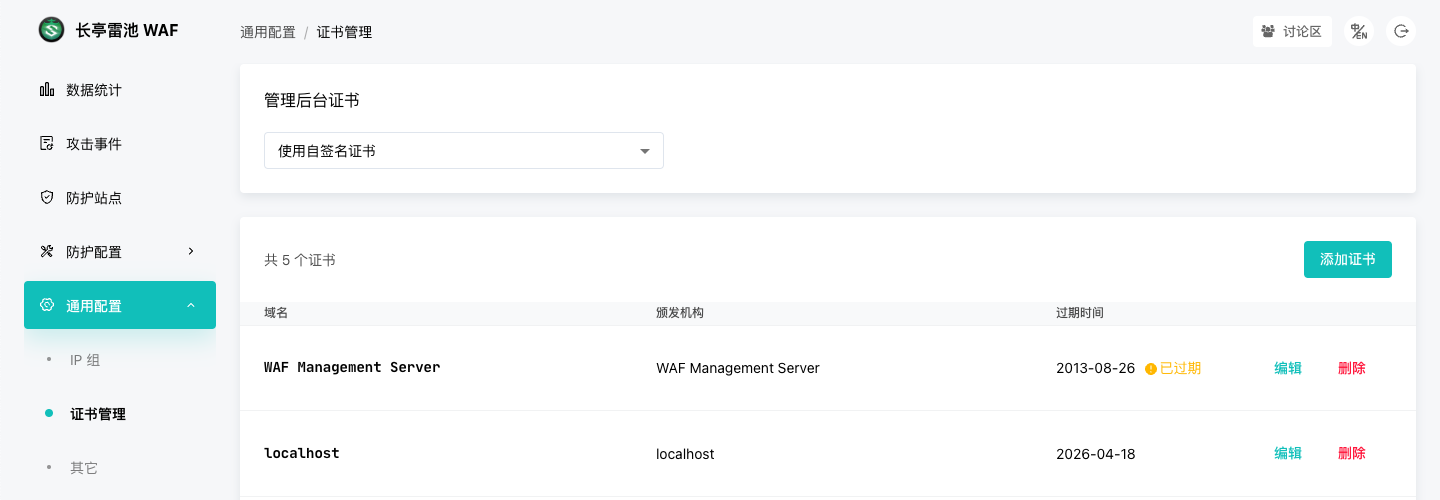 长亭雷池 WAF
通用配置 / 证书管理
讨论区
中/EN
数据统计
攻击事件
防护站点
防护配置
通用配置
IP 组
证书管理
其它
管理后台证书
使用自签名证书
共 5 个证书
添加证书
域名 颁发机构 过期时间
WAF Management Server WAF Management Server 2013-08-26 已过期 编辑 删除
localhost localhost 2026-04-18 编辑 删除